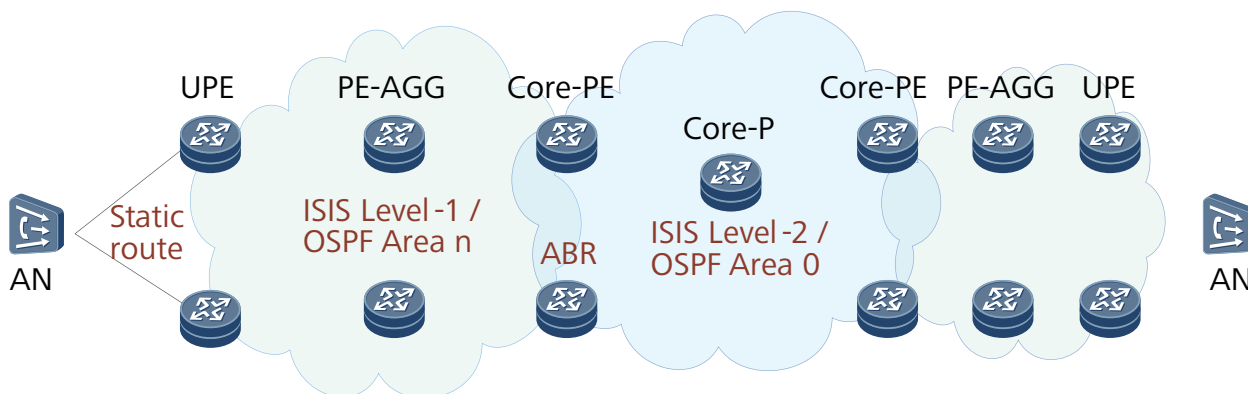 UPE
PE-AGG
Core-PE
Core-P
Core-PE
PE-AGG
UPE
Static
route
ISIS Level-1 /
OSPF Area n
ABR
ISIS Level-2 /
OSPF Area 0
AN
AN